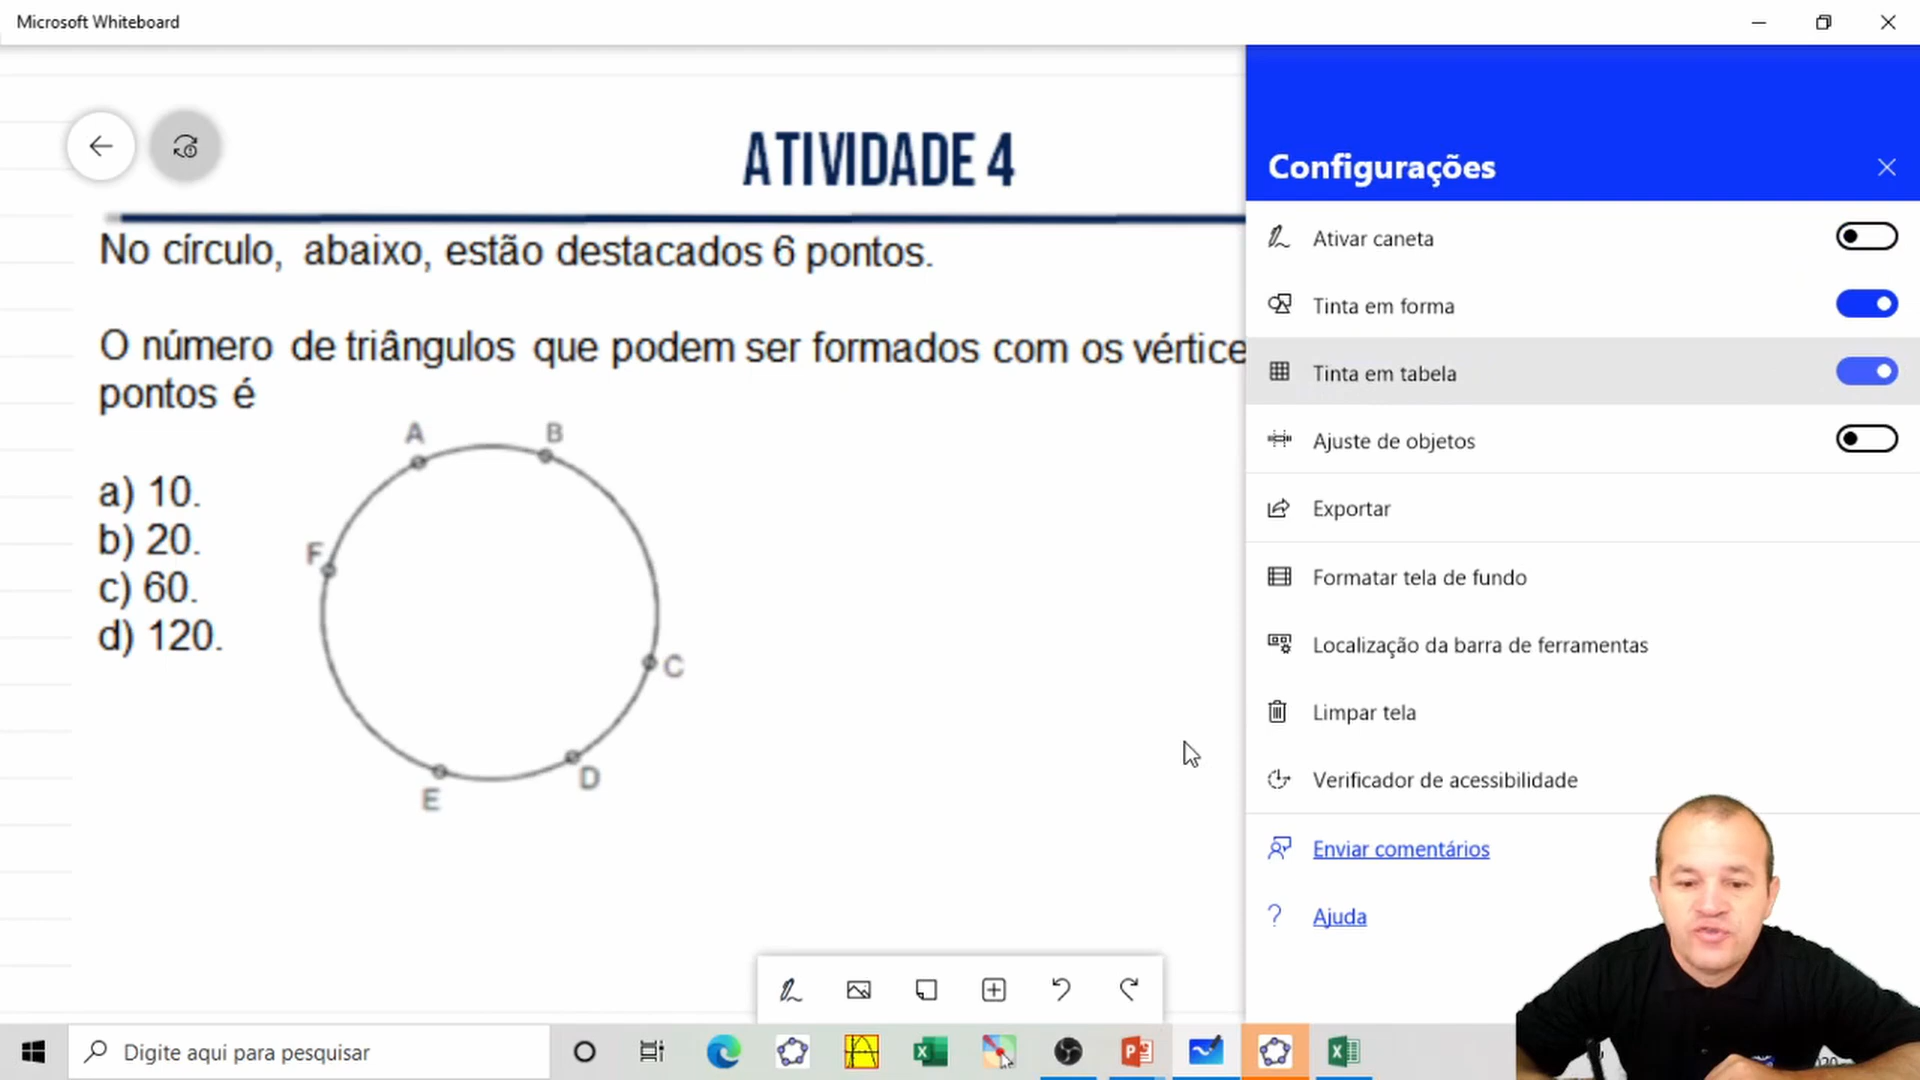 Microsoft Whiteboard
ATIVIDADE 4
No círculo, abaixo, estão destacados 6 pontos.
O número de triângulos que podem ser formados com os vértice
pontos é
a) 10.
b) 20.
c) 60.
d) 120.
A
B
F
C
D
E
Configurações
Ativar caneta
Tinta em forma
Tinta em tabela
Ajuste de objetos
Exportar
Formatar tela de fundo
Localização da barra de ferramentas
Limpar tela
Verificador de acessibilidade
Enviar comentários
Ajuda
Digite aqui para pesquisar